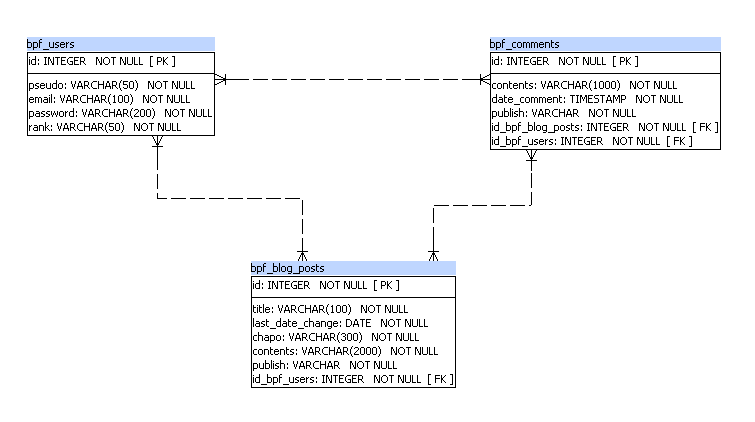 bpf_users
id: INTEGER NOT NULL [ PK ]
pseudo: VARCHAR(50) NOT NULL
email: VARCHAR(100) NOT NULL
password: VARCHAR(200) NOT NULL
rank: VARCHAR(50) NOT NULL
bpf_comments
id: INTEGER NOT NULL [ PK ]
contents: VARCHAR(1000) NOT NULL
date_comment: TIMESTAMP NOT NULL
publish: VARCHAR NOT NULL
id_bpf_blog_posts: INTEGER NOT NULL [ FK ]
id_bpf_users: INTEGER NOT NULL [ FK ]
bpf_blog_posts
id: INTEGER NOT NULL [ PK ]
title: VARCHAR(100) NOT NULL
last_date_change: DATE NOT NULL
chapo: VARCHAR(300) NOT NULL
contents: VARCHAR(2000) NOT NULL
publish: VARCHAR NOT NULL
id_bpf_users: INTEGER NOT NULL [ FK ]